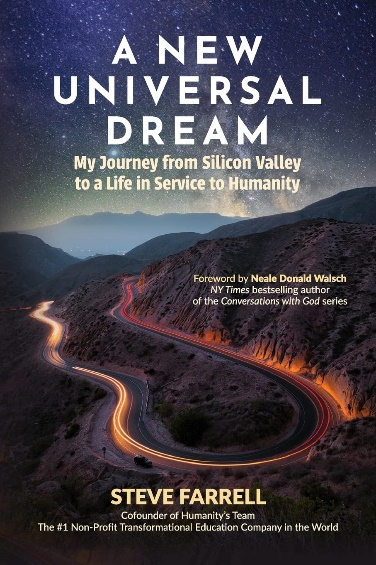 A NEW
UNIVERSAL
DREAM
My Journey from Silicon Valley
to a Life in Service to Humanity
Foreword by Neale Donald Walsch
NY Times bestselling author
of the Conversations with God series
STEVE FARRELL
Cofounder of Humanity's Team
The #1 Non-Profit Transformational Education Company in the World